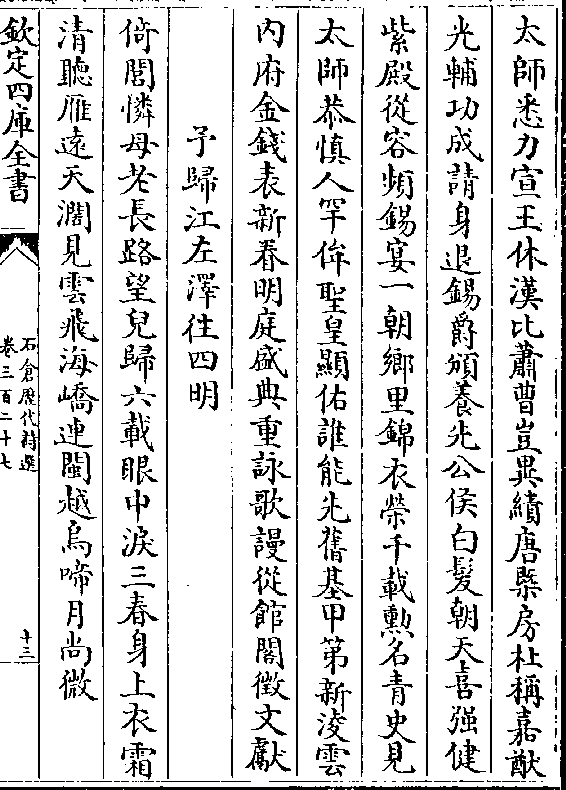 太師悉力宣王休漢比蕭曹豈異績唐槩房杜稱嘉猷
光輔功成請身退錫爵頒養先公侯白髮朝天喜强健
紫殿從容頻錫宴一朝鄉里錦衣榮千載勲名青史見
太師恭慎人罕侔聖皇顯佑誰能先舊基甲第新淩雲
内府金錢表新春明庭盛典重詠歌謾從館閣徴文獻
予歸江左澤往四明
倚閭憐母老長路望兒歸六載眼中淚三春身上衣霜
清聽雁遠天濶見雲飛海嶠連閩越烏啼月尚微
欽定四庫全書
石倉歷代詩選
卷三百二十七
十三